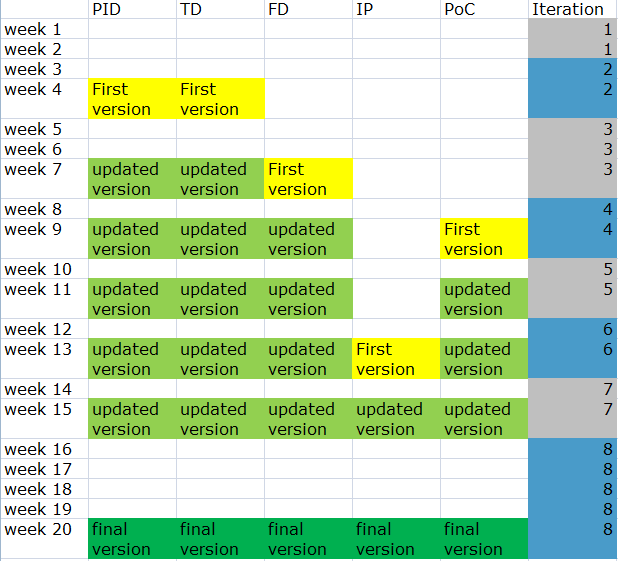 PID TD FD IP PoC Iteration
week 1 1
week 2 1
week 3 2
week 4 First version First version 2
week 5 3
week 6 3
week 7 updated version updated version First version 3
week 8 4
week 9 updated version updated version updated version First version 4
week 10 5
week 11 updated version updated version updated version updated version 5
week 12 6
week 13 updated version updated version updated version First version updated version 6
week 14 7
week 15 updated version updated version updated version updated version updated version 7
week 16 8
week 17 8
week 18 8
week 19 8
week 20 final version final version final version final version final version 8